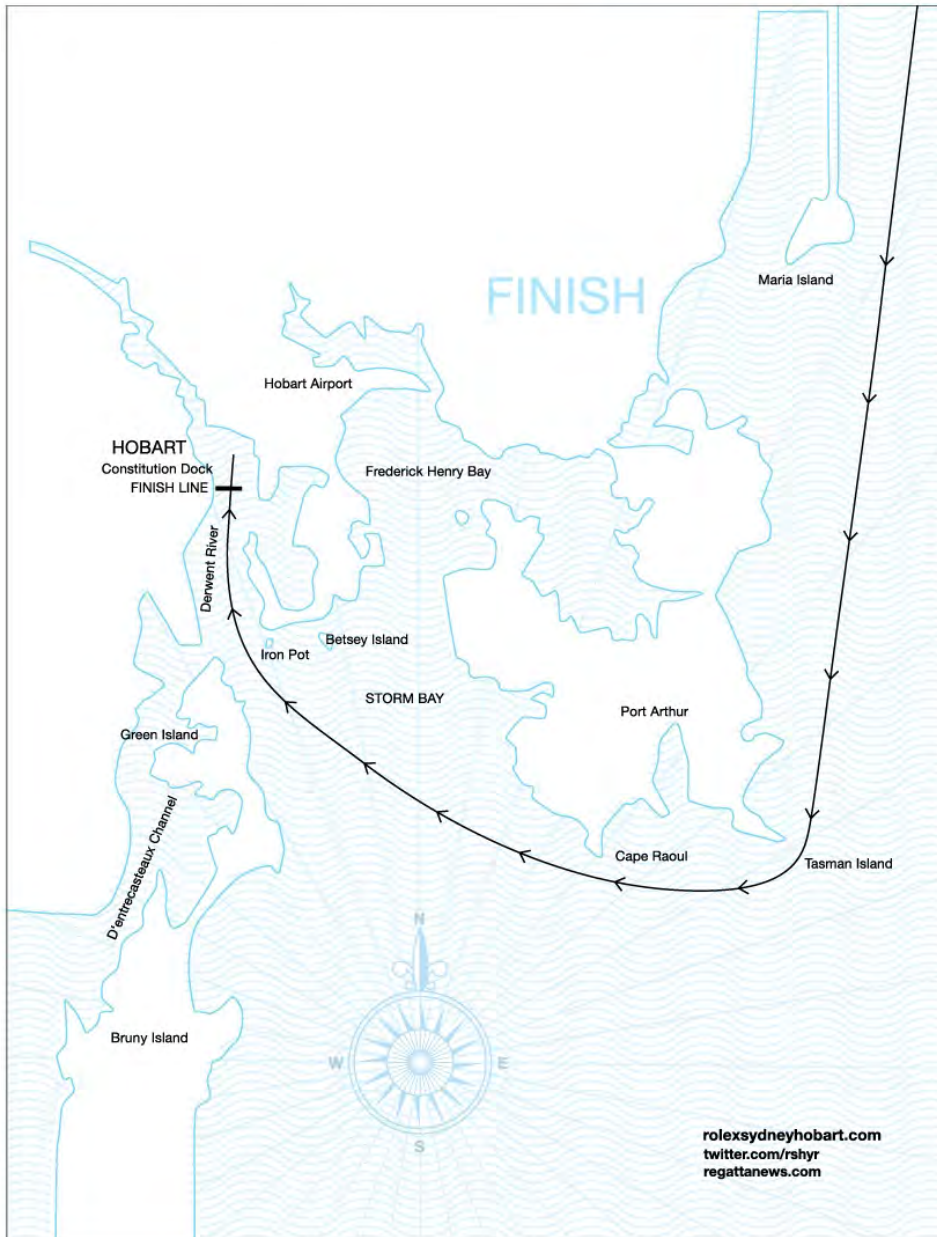 Maria Island
FINISH
Hobart Airport
HOBART
Constitution Dock
FINISH LINE
Frederick Henry Bay
Derwent River
Betsey Island
Iron Pot
STORM BAY
Port Arthur
Green Island
D'entrecasteaux Channel
Cape Raoul
Tasman Island
N
W
E
S
Bruny Island
rolexsydneyhobart.com
twitter.com/rshyr
regattanews.com